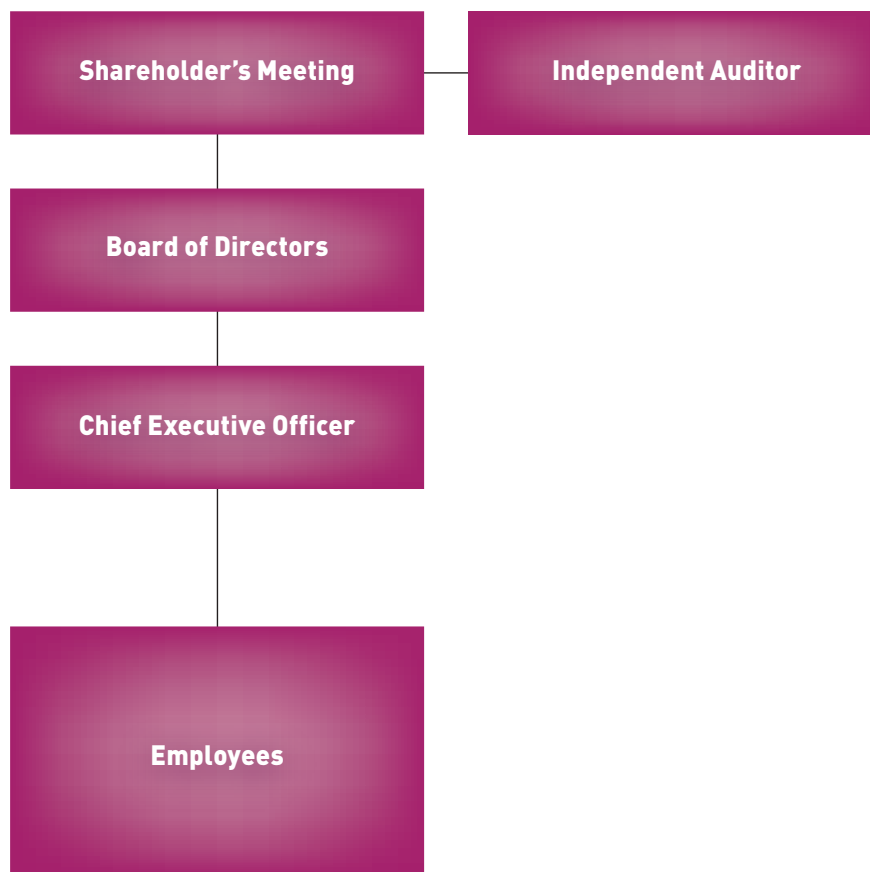 Shareholder’s Meeting
Independent Auditor
Board of Directors
Chief Executive Officer
Employees